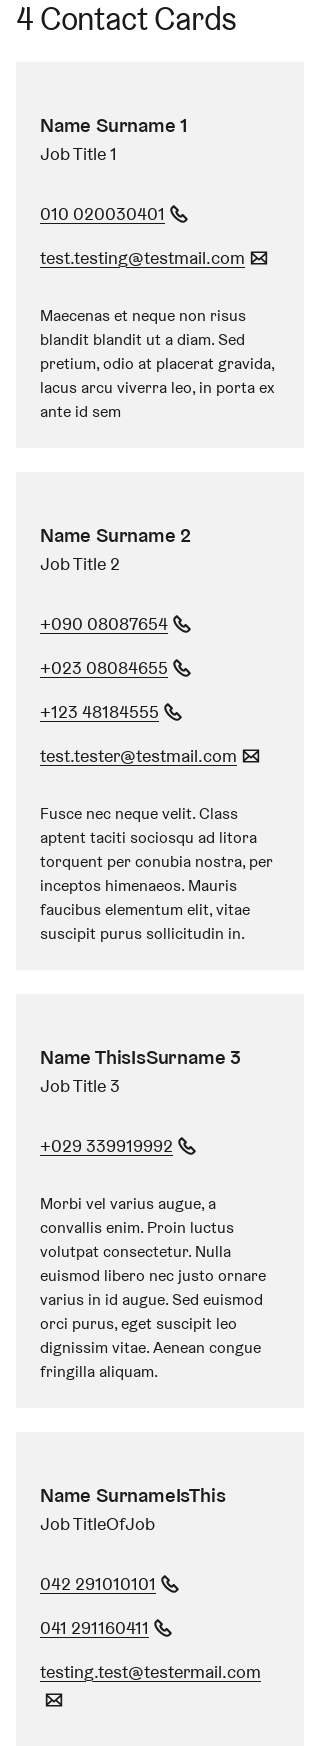 4 Contact Cards
Name Surname 1
Job Title 1
010 020030401
test.testing@testmail.com
Maecenas et neque non risus
blandit blandit ut a diam. Sed
pretium, odio at placerat gravida,
lacus arcu viverra leo, in porta ex
ante id sem
Name Surname 2
Job Title 2
+090 08087654
+023 08084655
+123 48184555
test.tester@testmail.com
Fusce nec neque velit. Class
aptent taciti sociosqu ad litora
torquent per conubia nostra, per
inceptos himenaeos. Mauris
faucibus elementum elit, vitae
suscipit purus sollicitudin in.
Name ThisIsSurname 3
Job Title 3
+029 339919992
Morbi vel varius augue, a
convallis enim. Proin luctus
volutpat consectetur. Nulla
euismod libero nec justo ornare
varius in id augue. Sed euismod
orci purus, eget suscipit leo
dignissim vitae. Aenean congue
fringilla aliquam.
Name SurnameIsThis
Job TitleOfJob
042 291010101
041 291160411
testing.test@testermail.com